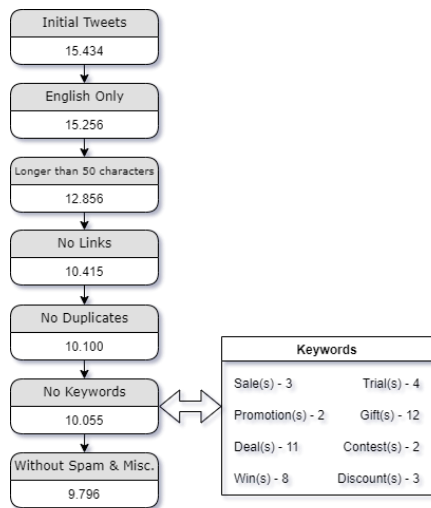 Initial Tweets
15.434
English Only
15.256
Longer than 50 characters
12.856
No Links
10.415
No Duplicates
10.100
No Keywords
10.055
Without Spam & Misc.
9.796
Keywords
Sale(s) - 3 Trial(s) - 4
Promotion(s) - 2 Gift(s) - 12
Deal(s) - 11 Contest(s) - 2
Win(s) - 8 Discount(s) - 3